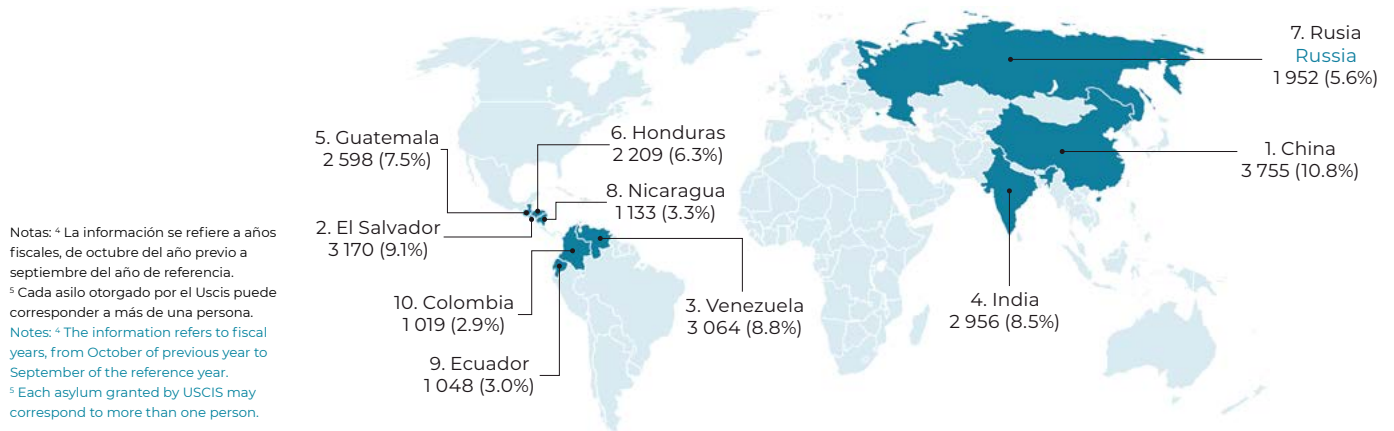 7. Rusia
Russia
1 952 (5.6%)
6. Honduras
2 209 (6.3%)
5. Guatemala
2 598 (7.5%)
1. China
3 755 (10.8%)
8. Nicaragua
1 133 (3.3%)
2. El Salvador
3 170 (9.1%)
10. Colombia
1 019 (2.9%)
3. Venezuela
3 064 (8.8%)
4. India
2 956 (8.5%)
9. Ecuador
1 048 (3.0%)
Notas: ⁴ La información se refiere a años
fiscales, de octubre del año previo a
septiembre del año de referencia.
⁵ Cada asilo otorgado por el Uscis puede
corresponder a más de una persona.
Notes: ⁴ The information refers to fiscal
years, from October of previous year to
September of the reference year.
⁵ Each asylum granted by USCIS may
correspond to more than one person.